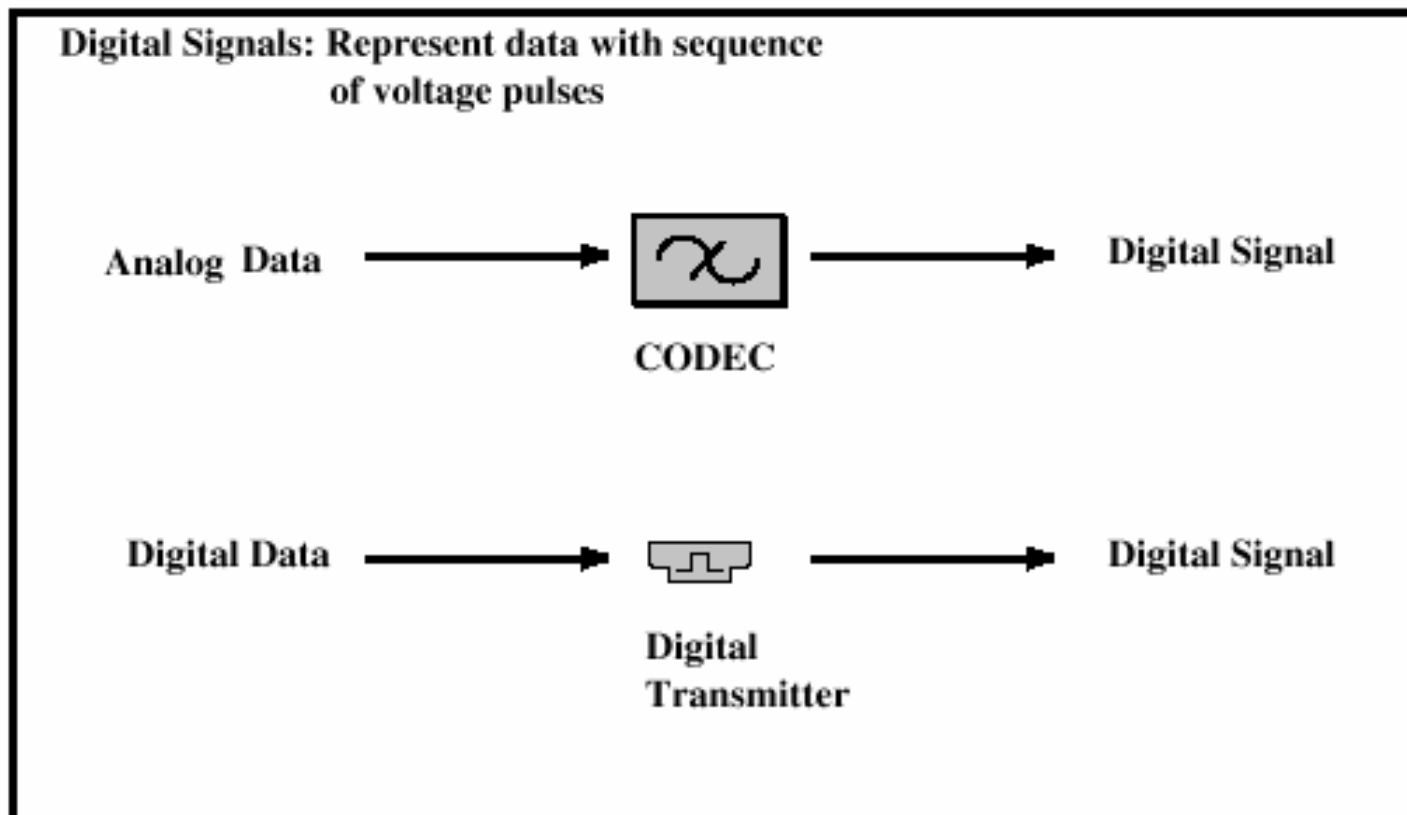 Digital Signals: Represent data with sequence
of voltage pulses
Analog Data
Digital Signal
CODEC
Digital Data
Digital Signal
Digital
Transmitter